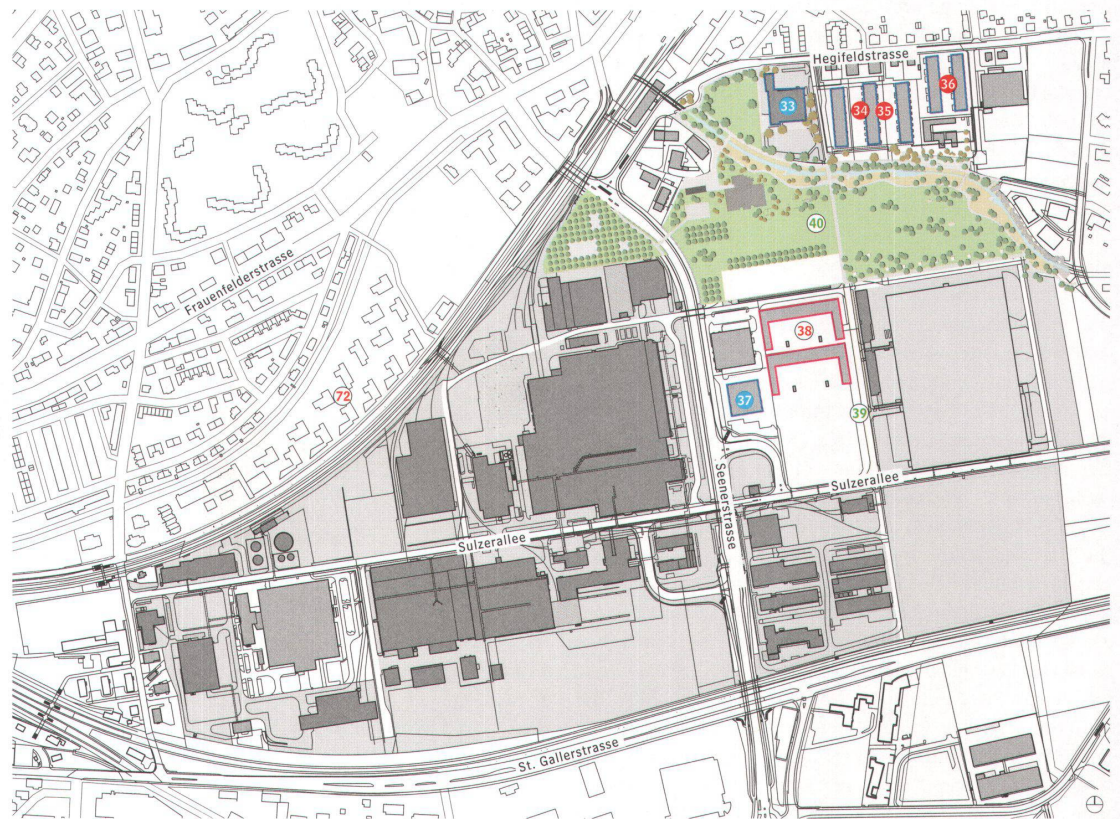 Hegifeldstrasse
36
33
34
35
40
Frauenfelderstrasse
38
72
37
39
Sulzerallee
Seenerstrasse
Sulzerallee
St. Gallerstrasse